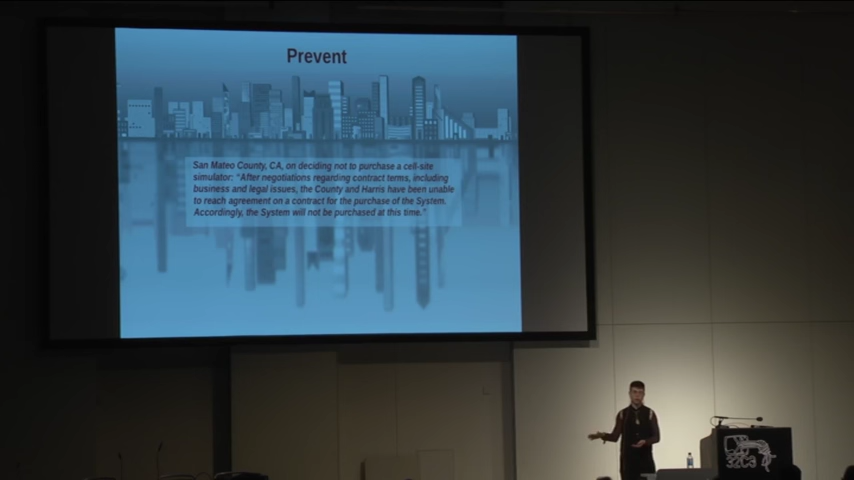 Prevent
San Mateo County, CA, on deciding not to purchase a cell-site
simulator: "After negotiations regarding contract terms, including
business and legal issues, the County and Harris have been unable
to reach agreement on a contract for the purchase of the System.
Accordingly, the System will not be purchased at this time."
32C3